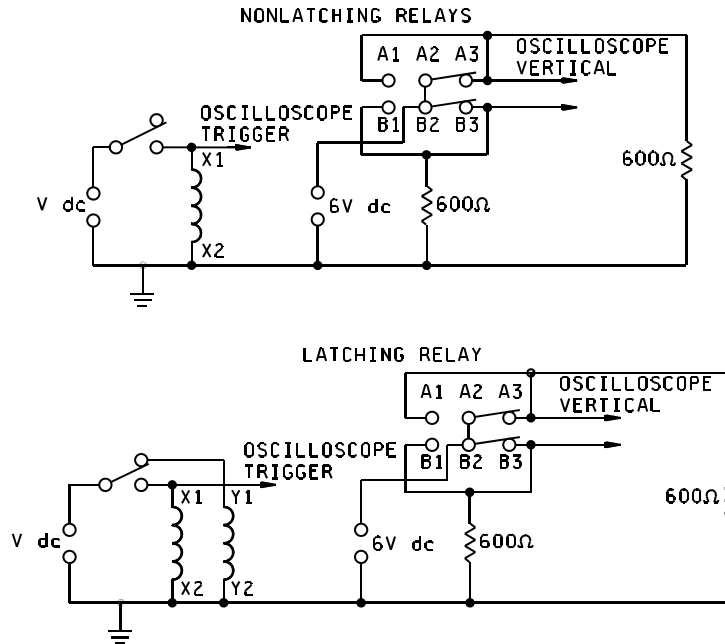 NONLATCHING RELAYS
A1 A2 A3
OSCILLOSCOPE
VERTICAL
B1 B2 B3
OSCILLOSCOPE
TRIGGER
X1
V dc
X2
6V dc
600Ω
600Ω
LATCHING RELAY
A1 A2 A3
OSCILLOSCOPE
VERTICAL
B1 B2 B3
OSCILLOSCOPE
TRIGGER
X1 Y1
V dc
X2 Y2
6V dc
600Ω
600Ω